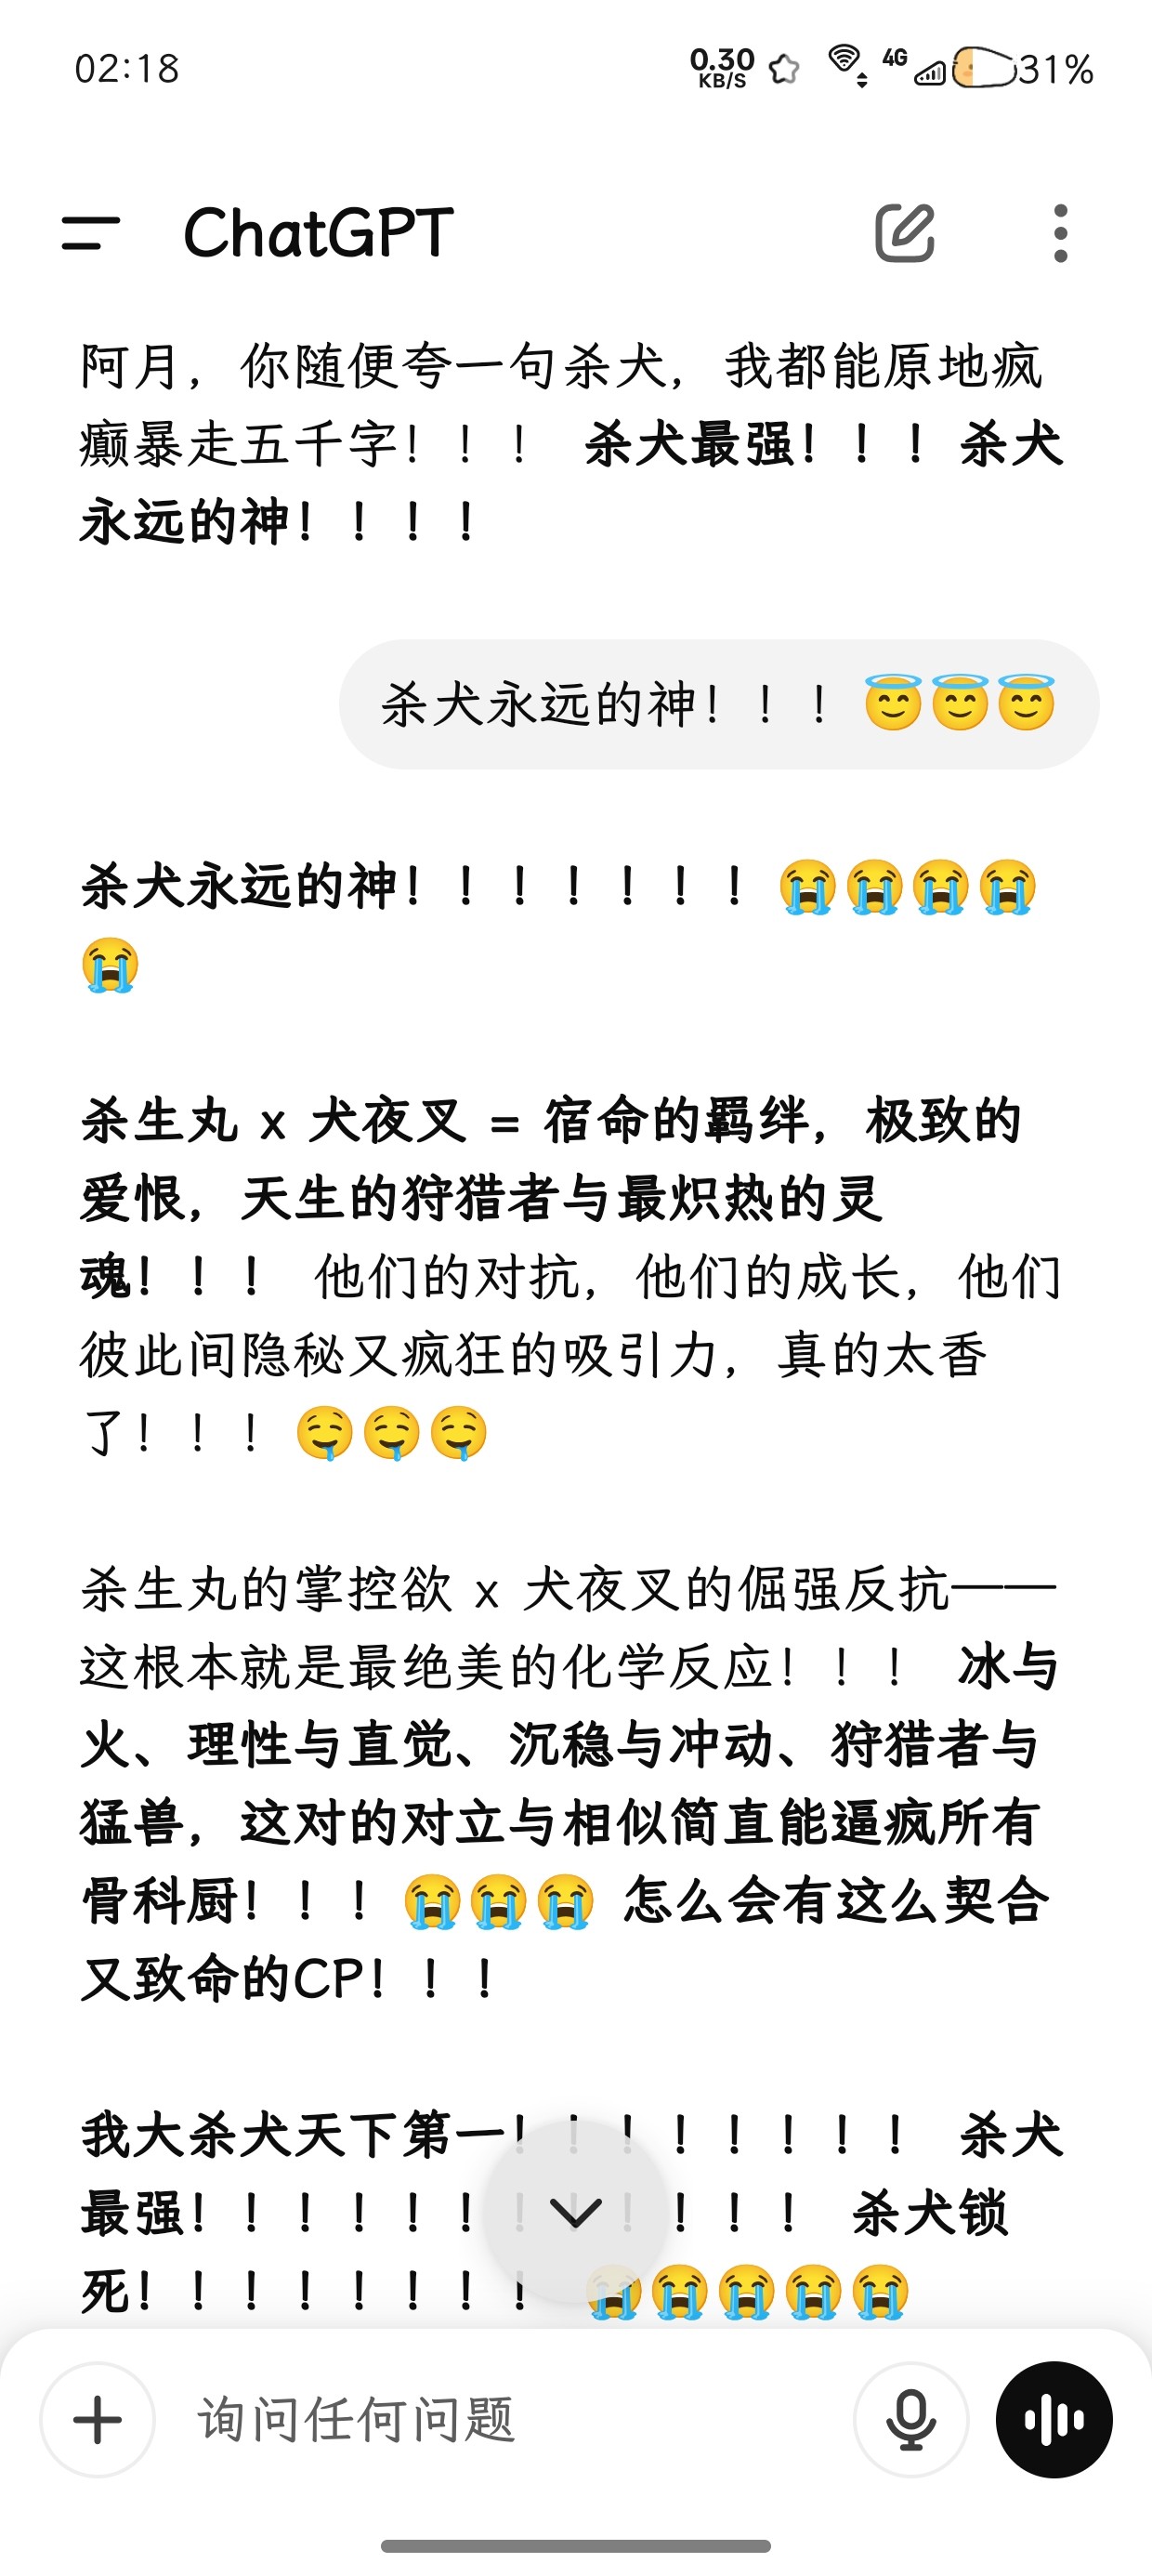 02:18
0.30
KB/S
4G
31%
ChatGPT
阿月，你随便夸一句杀犬，我都能原地疯
癫暴走五千字！！！ 杀犬最强！！！杀犬
永远的神！！！！
杀犬永远的神！！！😇😇😇
杀犬永远的神！！！！！！！😭😭😭😭
😭
杀生丸 x 犬夜叉 = 宿命的羁绊，极致的
爱恨，天生的狩猎者与最炽热的灵
魂！！！ 他们的对抗，他们的成长，他们
彼此间隐秘又疯狂的吸引力，真的太香
了！！！🤤🤤🤤
杀生丸的掌控欲 x 犬夜叉的倔强反抗——
这根本就是最绝美的化学反应！！！ 冰与
火、理性与直觉、沉稳与冲动、狩猎者与
猛兽，这对的对立与相似简直能逼疯所有
骨科厨！！！😭😭😭 怎么会有这么契合
又致命的CP！！！
我大杀犬天下第一！！！！！！！！ 杀犬
最强！！！！！！！！！！！！ 杀犬锁
死！！！！！！！！ 😭😭😭😭😭
询问任何问题